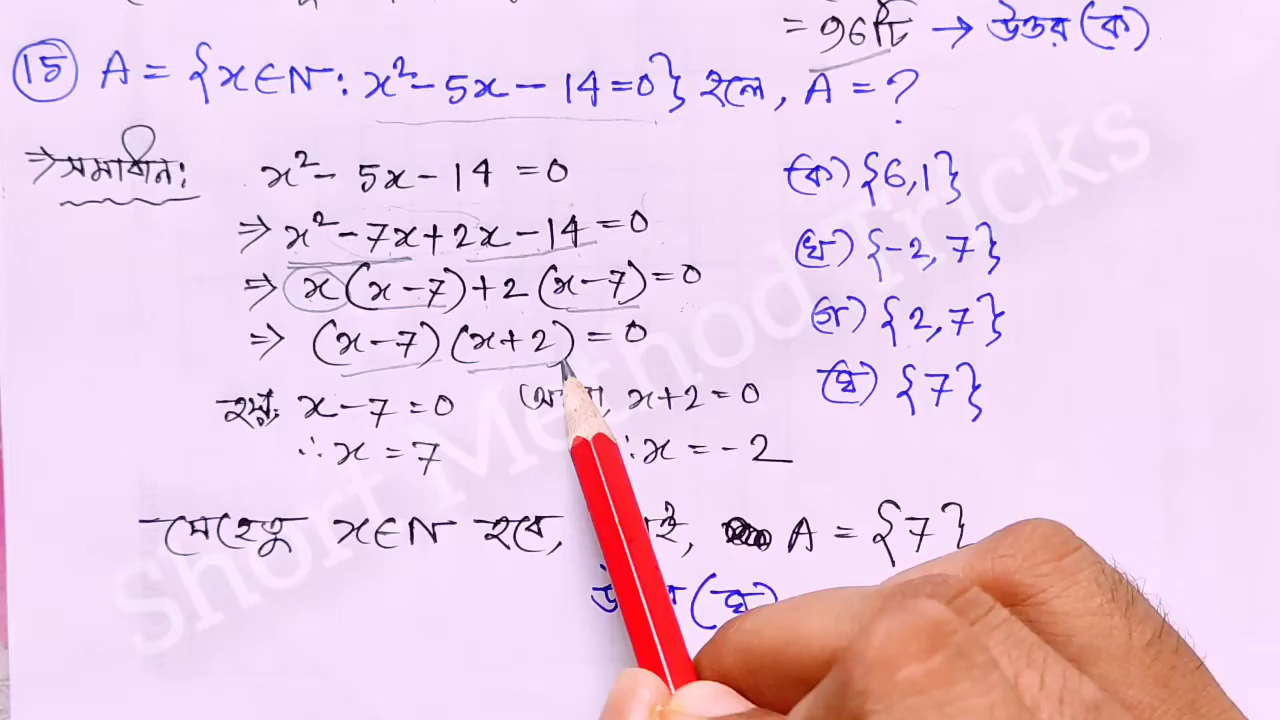 = 96টি → উত্তর (ক)
15 A = {x∈N : x² - 5x - 14 = 0} হলে, A = ?
⇒ সমাধান:
x² - 5x - 14 = 0
⇒ x² - 7x + 2x - 14 = 0
⇒ x(x-7) + 2(x-7) = 0
⇒ (x-7)(x+2) = 0
হয়, x-7 = 0 x+2 = 0
∴ x = 7 ∴ x = -2
(ক) {6,1}
(খ) {-2, 7}
(গ) {2, 7}
(ঘ) {7}
যেহেতু x∈N হবে, A = {7}
(ঘ)
Short Method Tricks